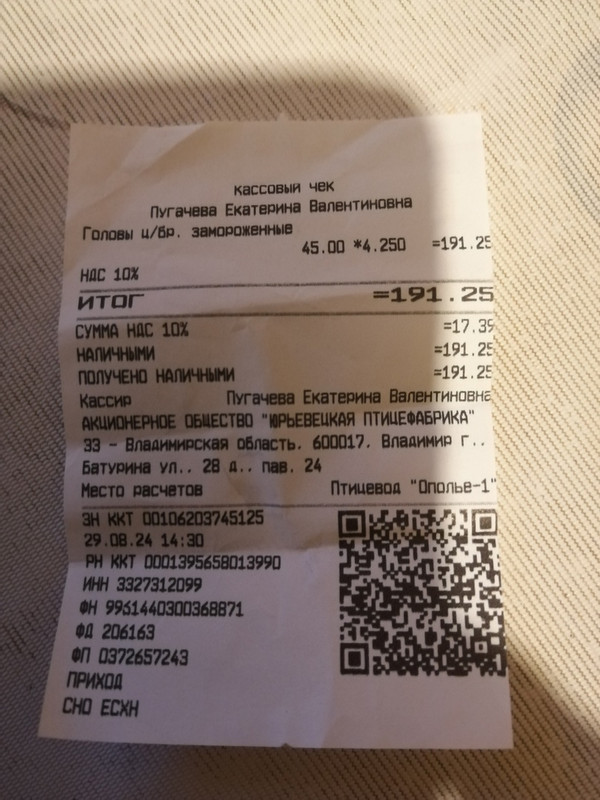 кассовый чек
Пугачева Екатерина Валентиновна
Головы ц/бр. замороженные
45.00 *4.250 =191.25
НДС 10%
ИТОГ =191.25
СУММА НДС 10% =17.39
НАЛИЧНЫМИ =191.25
ПОЛУЧЕНО НАЛИЧНЫМИ =191.25
Кассир Пугачева Екатерина Валентиновна
АКЦИОНЕРНОЕ ОБЩЕСТВО "ЮРЬЕВЕЦКАЯ ПТИЦЕФАБРИКА"
33 - Владимирская область, 600017, Владимир г.,
Батурина ул., 28 д., пав. 24
Место расчетов Птицевод "Ополье-1"
ЗН ККТ 00106203745125
29.08.24 14:30
РН ККТ 0001395658013990
ИНН 3327312099
ФН 9961440300368871
ФД 206163
ФП 0372657243
ПРИХОД
СНО ЕСХН